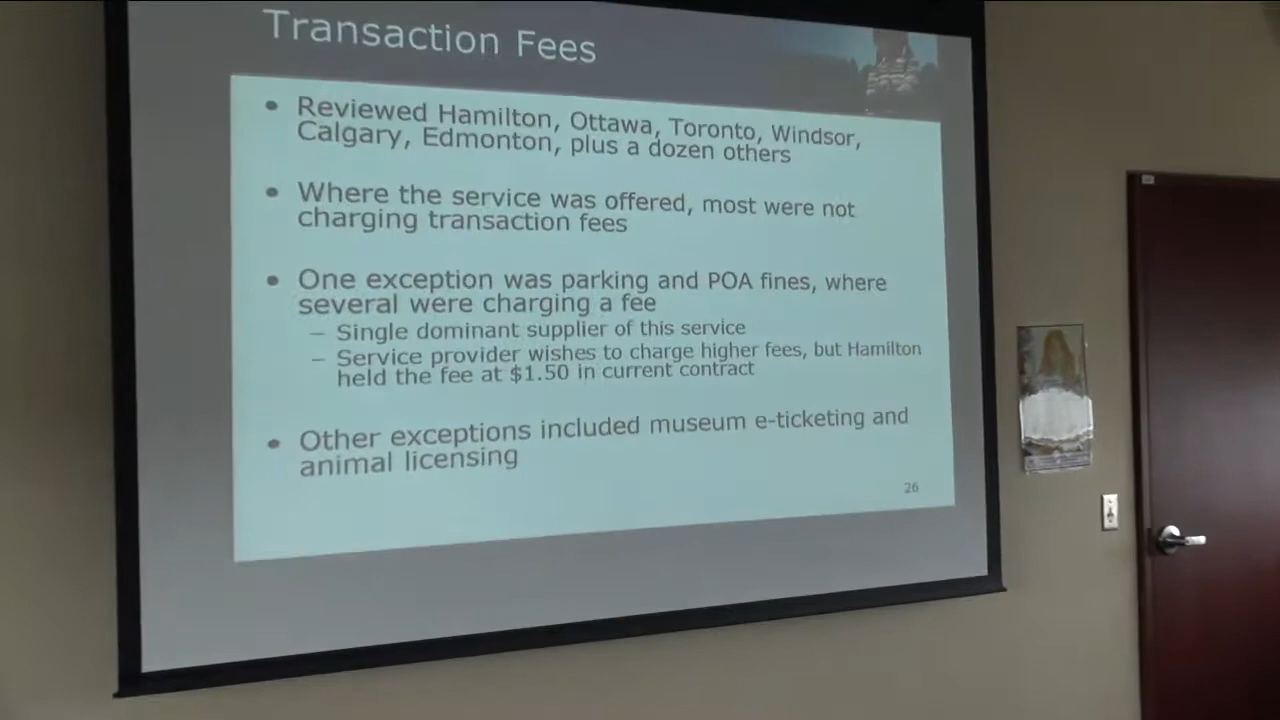 Transaction Fees
• Reviewed Hamilton, Ottawa, Toronto, Windsor,
Calgary, Edmonton, plus a dozen others
• Where the service was offered, most were not
charging transaction fees
• One exception was parking and POA fines, where
several were charging a fee
– Single dominant supplier of this service
– Service provider wishes to charge higher fees, but Hamilton
held the fee at $1.50 in current contract
• Other exceptions included museum e-ticketing and
animal licensing
26